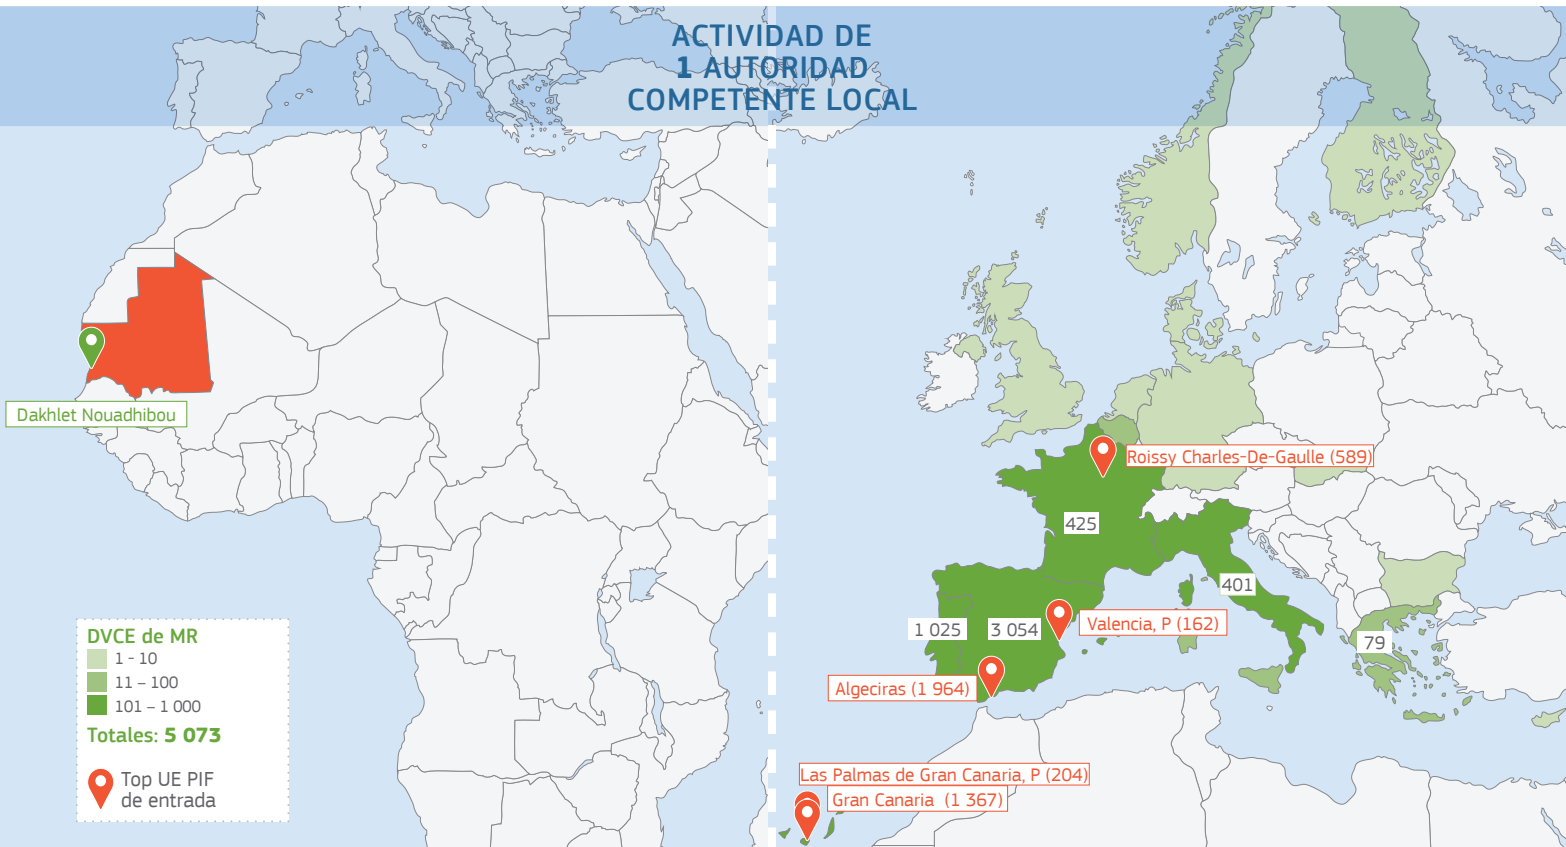 ACTIVIDAD DE
1 AUTORIDAD
COMPETENTE LOCAL
Dakhlet Nouadhibou
DVCE de MR
1 - 10
11 – 100
101 – 1 000
Totales: 5 073
Top UE PIF
de entrada
Roissy Charles-De-Gaulle (589)
425
401
1 025
3 054
Valencia, P (162)
79
Algeciras (1 964)
Las Palmas de Gran Canaria, P (204)
Gran Canaria (1 367)